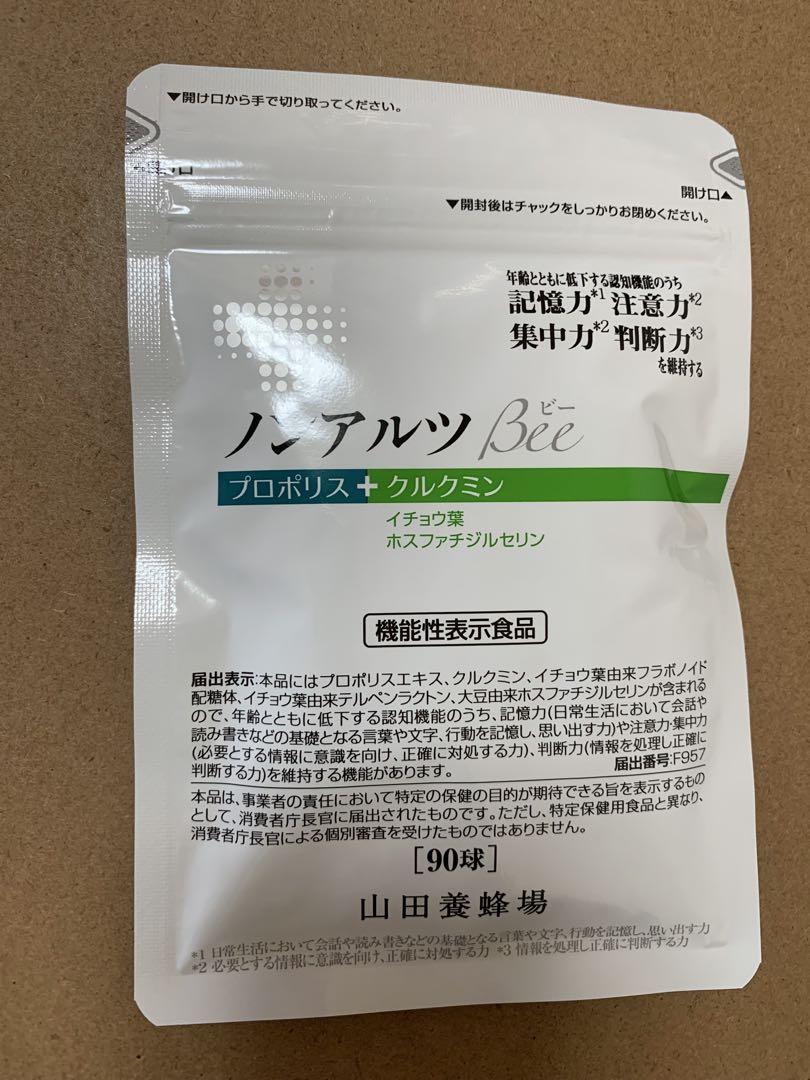 ▼開け口から手で切り取ってください。
開け口▲
▼開封後はチャックをしっかりお閉めください。
年齢とともに低下する認知機能のうち
記憶力*1 注意力*2
集中力*2 判断力*3
を維持する
ノンアルツBee
ビー
プロポリス+クルクミン
イチョウ葉
ホスファチジルセリン
機能性表示食品
届出表示:本品にはプロポリスエキス、クルクミン、イチョウ葉由来フラボノイド
配糖体、イチョウ葉由来テルペンラクトン、大豆由来ホスファチジルセリンが含まれる
ので、年齢とともに低下する認知機能のうち、記憶力(日常生活において会話や
読み書きなどの基礎となる言葉や文字、行動を記憶し、思い出す力)や注意力・集中力
(必要とする情報に意識を向け、正確に対処する力)、判断力(情報を処理し正確に
判断する力)を維持する機能があります。 届出番号:F957
本品は、事業者の責任において特定の保健の目的が期待できる旨を表示するもの
として、消費者庁長官に届出されたものです。ただし、特定保健用食品と異なり、
消費者庁長官による個別審査を受けたものではありません。
[90球]
山田養蜂場
*1 日常生活において会話や読み書きなどの基礎となる言葉や文字、行動を記憶し、思い出す力
*2 必要とする情報に意識を向け、正確に対処する力 *3 情報を処理し正確に判断する力